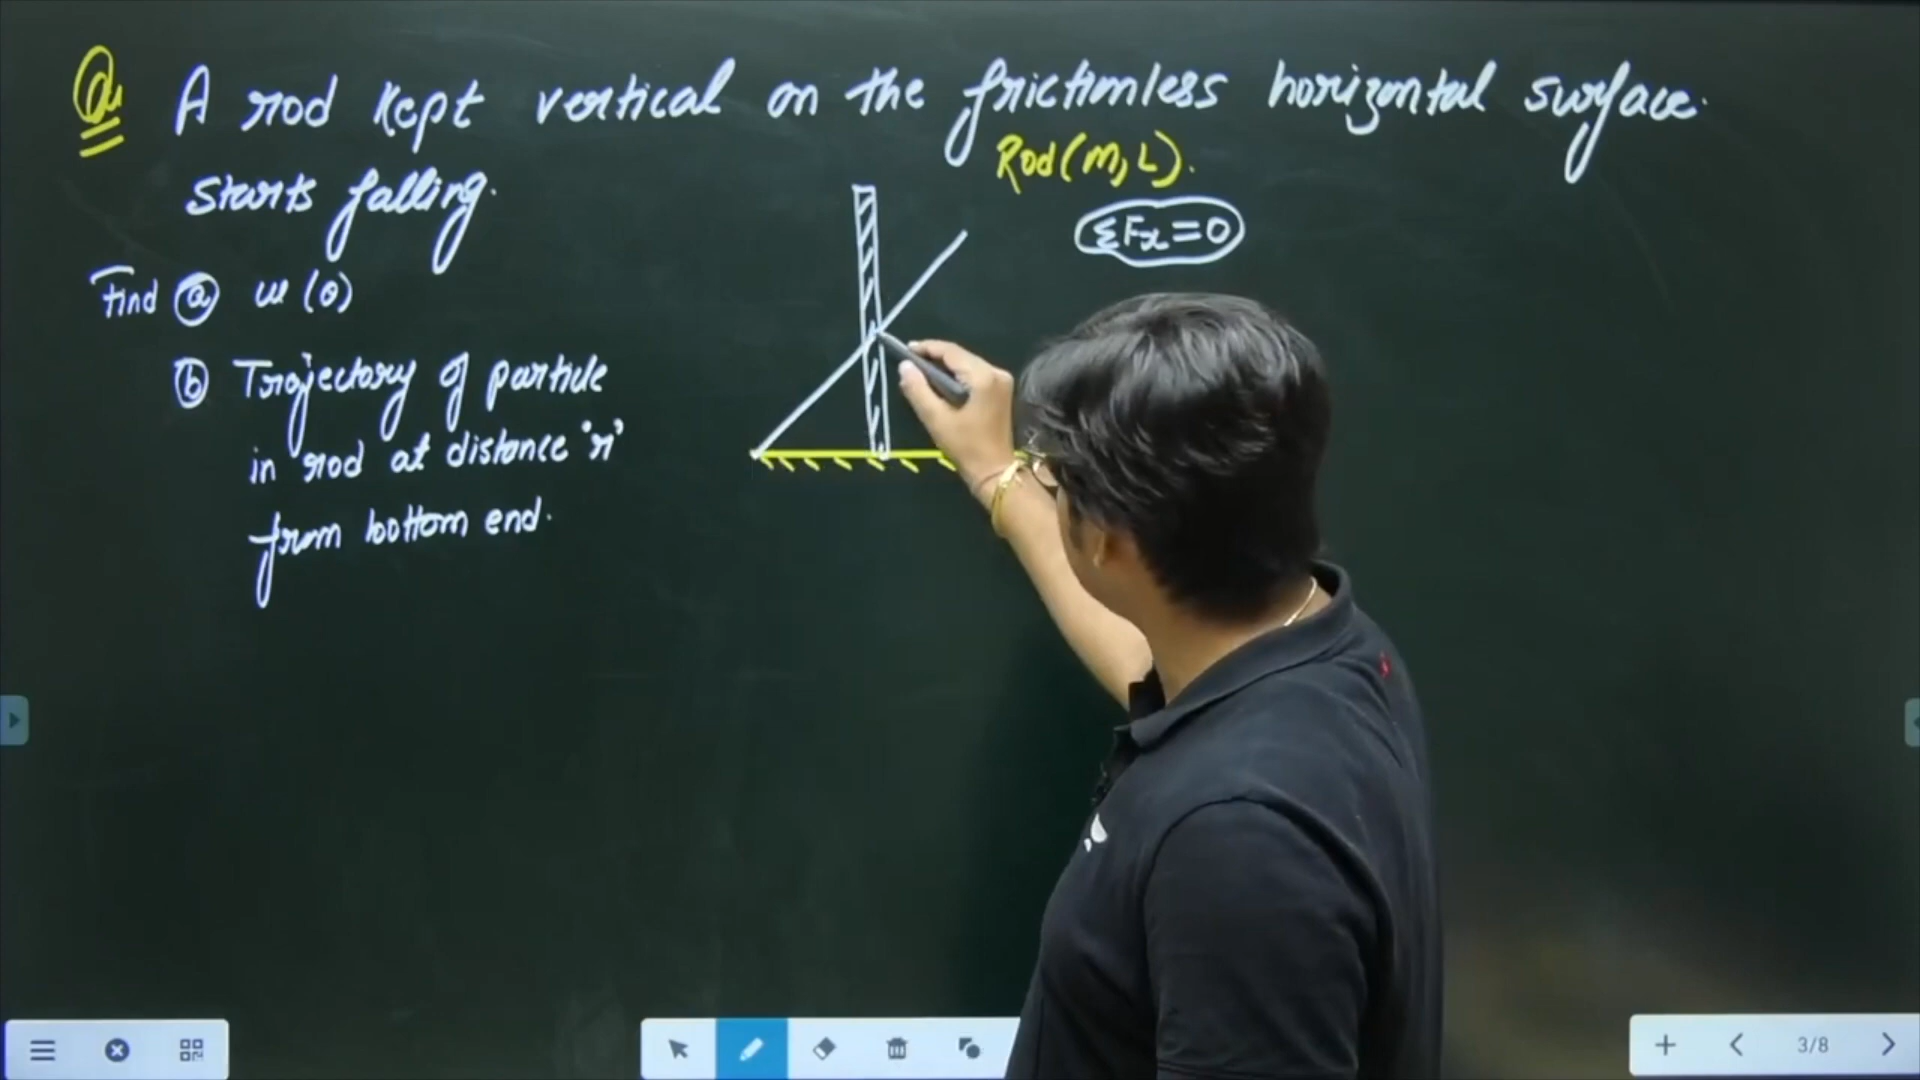 Qu A rod kept vertical on the frictionless horizontal surface.
Rod (M, L).
starts falling.
ΣFx = 0
Find (a) ω (θ)
(b) Trajectory of particle
in rod at distance 'r'
from bottom end.
3/8